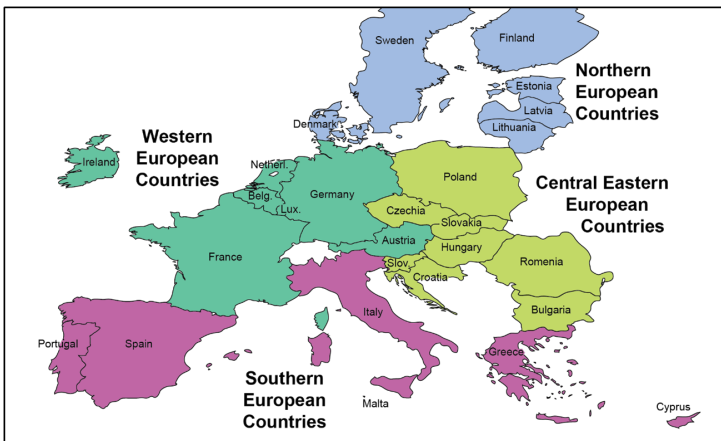 Sweden
Finland
Northern
European
Countries
Estonia
Latvia
Lithuania
Denmark
Western
European
Countries
Ireland
Netherl.
Belg.
Lux.
Germany
Poland
Central Eastern
European
Countries
Czechia
Slovakia
Austria
Hungary
France
Slov.
Croatia
Romenia
Bulgaria
Italy
Portugal
Spain
Greece
Southern
European
Countries
Malta
Cyprus